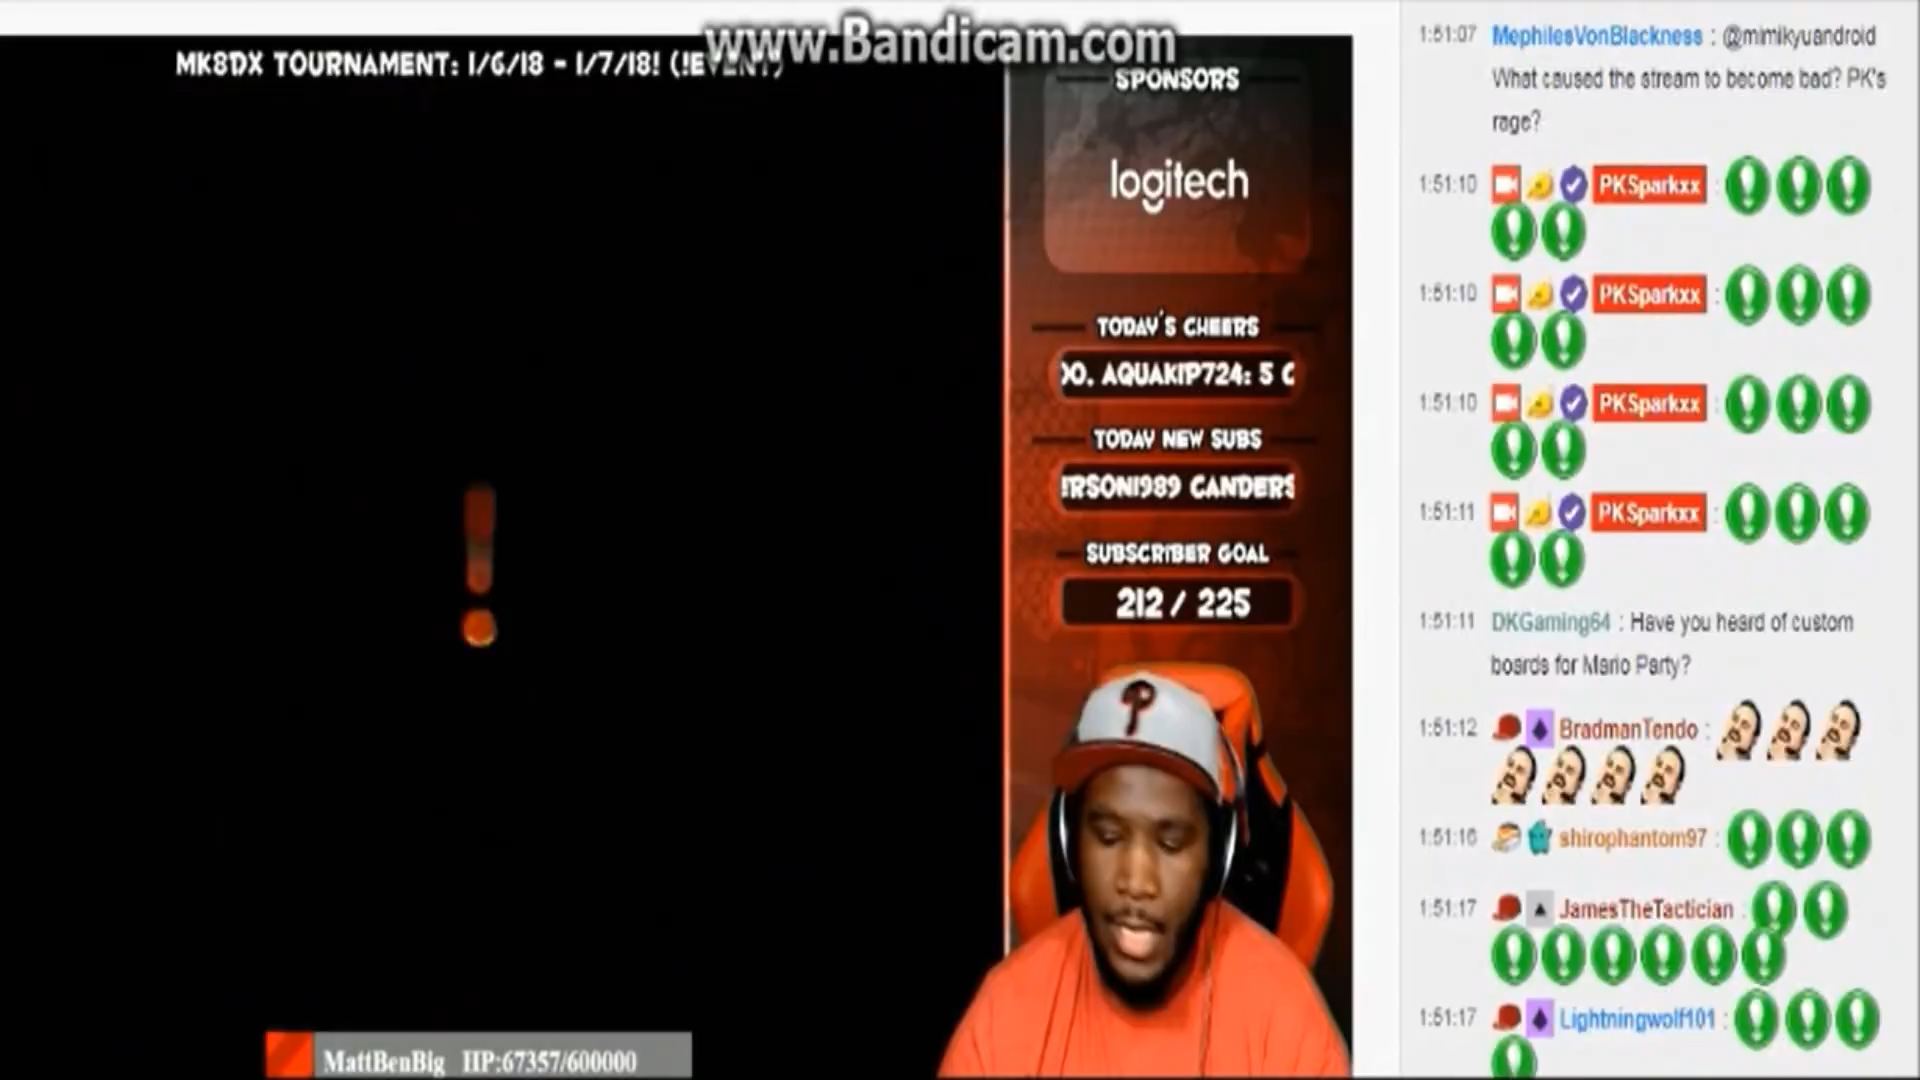 www.Bandicam.com
MK8DX TOURNAMENT: 1/6/18 - 1/7/18! (!EVENT)
SPONSORS
logitech
TODAY'S CHEERS
AQUAKIP724: 5 C
TODAY NEW SUBS
ERSON1989 CANDERS
SUBSCRIBER GOAL
212 / 225
P
MattBenBig HP:67357/600000
1:51:07 MephilesVonBlackness : @mimikyuandroid
What caused the stream to become bad? PK's
rage?
1:51:10 PKSparkxx :
1:51:10 PKSparkxx :
1:51:10 PKSparkxx :
1:51:11 PKSparkxx :
1:51:11 DKGaming64 : Have you heard of custom
boards for Mario Party?
1:51:12 BradmanTendo :
1:51:16 shirophantom97 :
1:51:17 JamesTheTactician :
1:51:17 Lightningwolf101 :